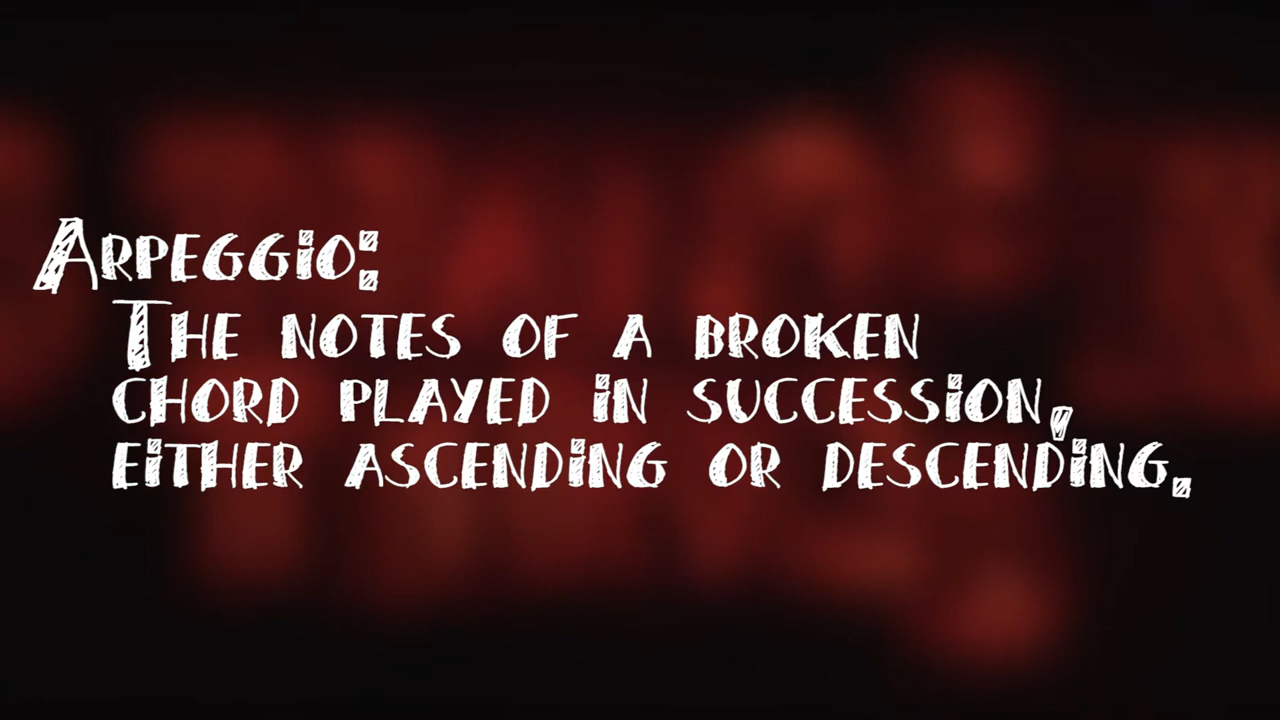 Arpeggio:
The notes of a broken
chord played in succession,
either ascending or descending.